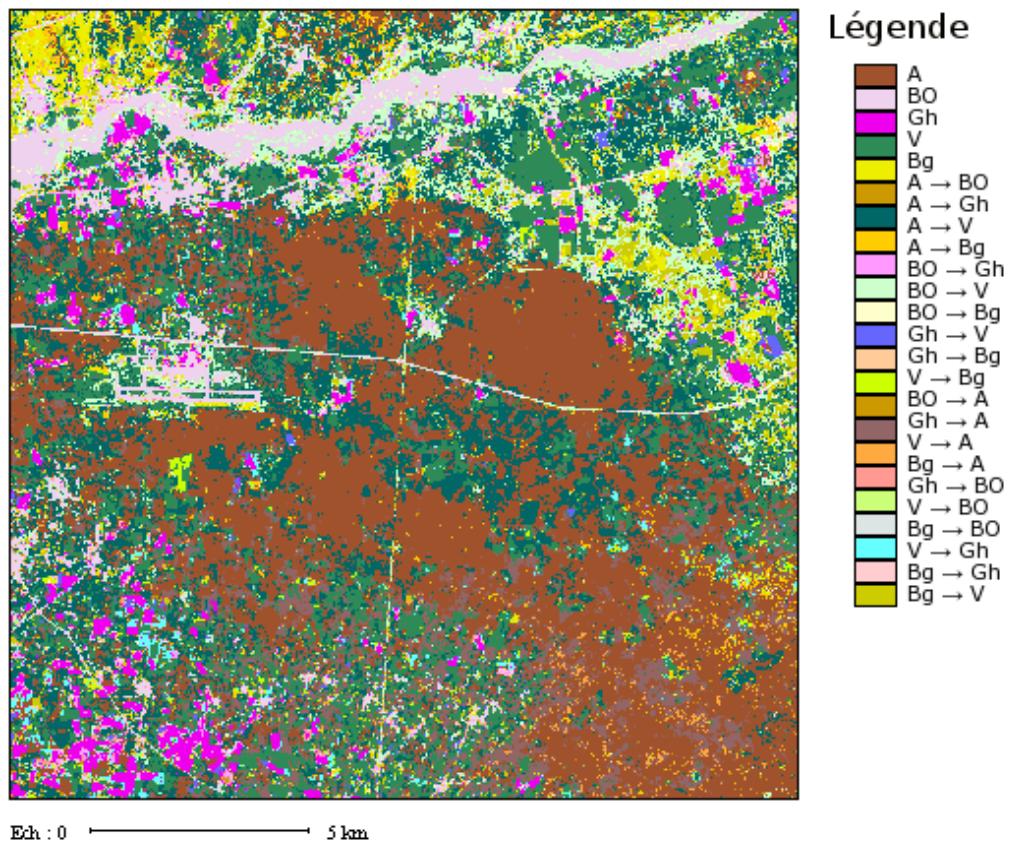 Légende
A
BO
Gh
V
Bg
A → BO
A → Gh
A → V
A → Bg
BO → Gh
BO → V
BO → Bg
Gh → V
Gh → Bg
V → Bg
BO → A
Gh → A
V → A
Bg → A
Gh → BO
V → BO
Bg → BO
V → Gh
Bg → Gh
Bg → V
Ech : 0 5 km